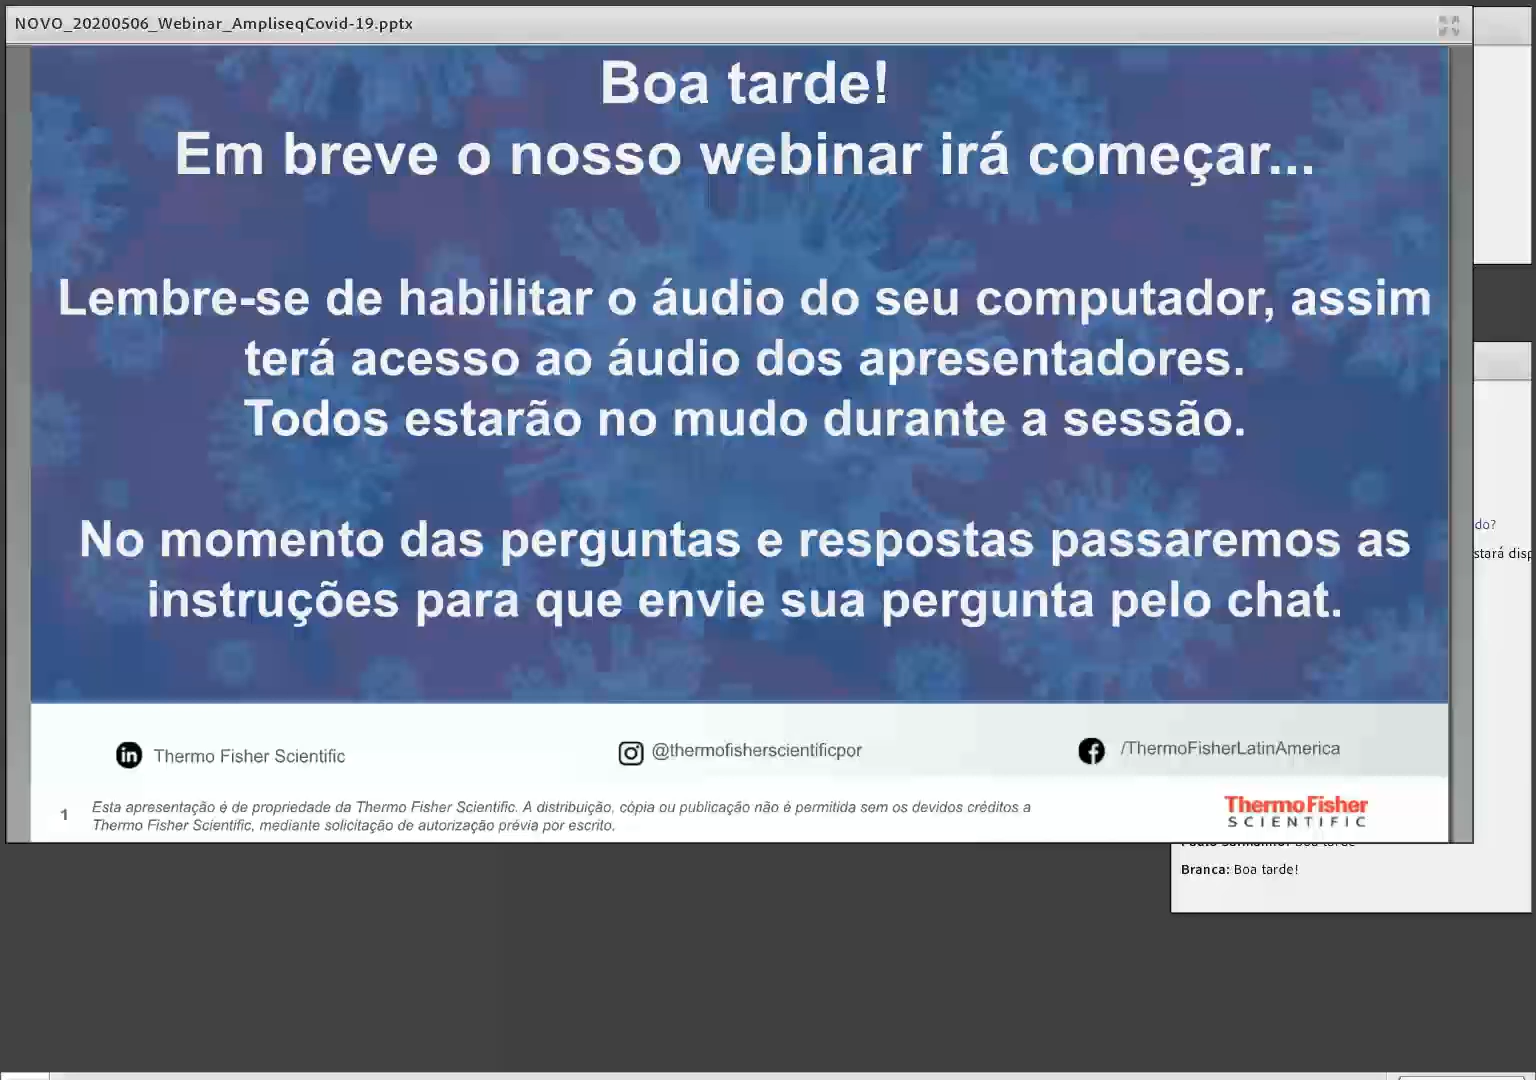 NOVO_20200506_Webinar_AmpliseqCovid-19.pptx
Boa tarde!
Em breve o nosso webinar irá começar...
Lembre-se de habilitar o áudio do seu computador, assim
terá acesso ao áudio dos apresentadores.
Todos estarão no mudo durante a sessão.
No momento das perguntas e respostas passaremos as
instruções para que envie sua pergunta pelo chat.
do?
stará disp
Thermo Fisher Scientific
@thermofisherscientificpor
/ThermoFisherLatinAmerica
1
Esta apresentação é de propriedade da Thermo Fisher Scientific. A distribuição, cópia ou publicação não é permitida sem os devidos créditos a
Thermo Fisher Scientific, mediante solicitação de autorização prévia por escrito.
ThermoFisher
SCIENTIFIC
Branca: Boa tarde!